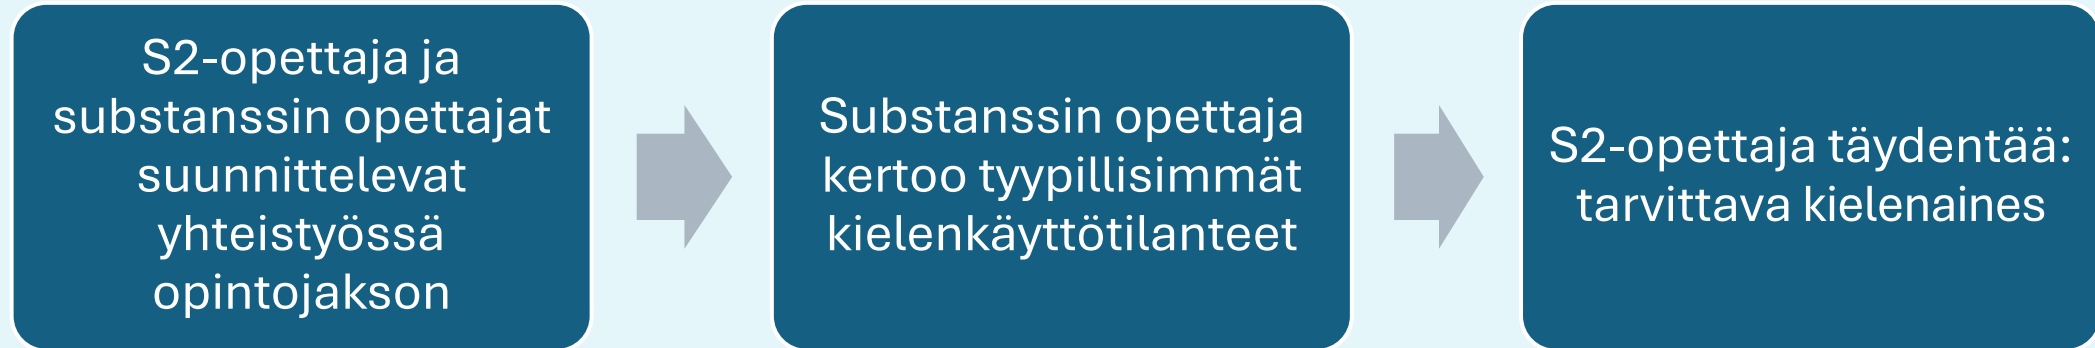 S2-opettaja ja
substanssin opettajat
suunnittelevat
yhteistyössä
opintojakson
Substanssin opettaja
kertoo tyypillisimmät
kielenkäyttötilanteet
S2-opettaja täydentää:
tarvittava kielenaines